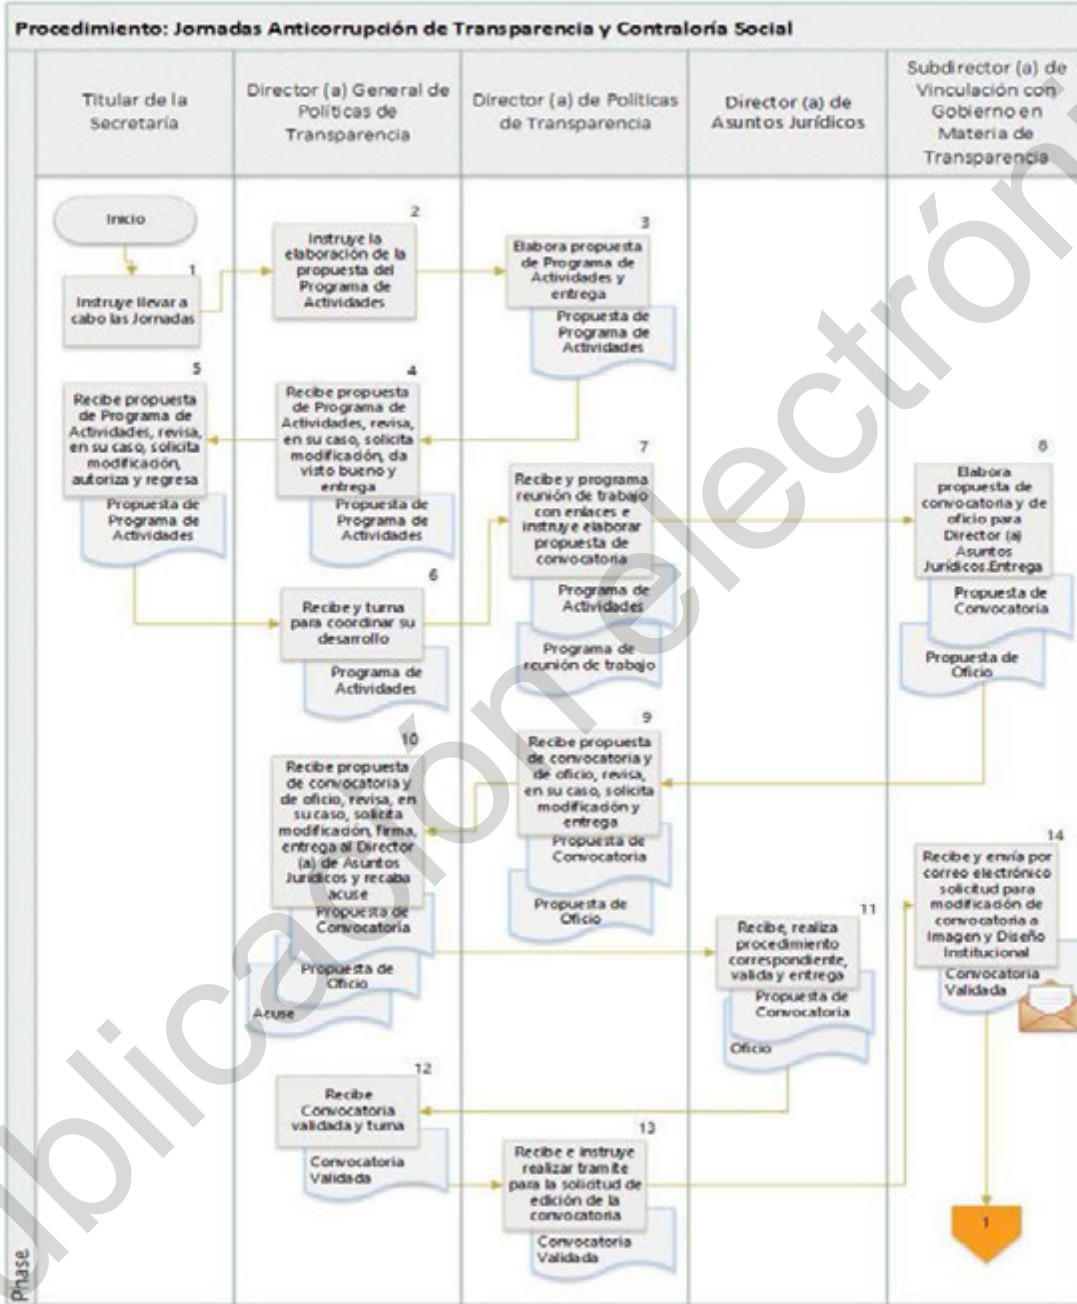 Procedimiento: Jornadas Anticorrupción de Transparencia y Contraloría Social
Titular de la
Secretaría
Director (a) General de
Políticas de
Transparencia
Director (a) de Políticas
de Transparencia
Director (a) de
Asuntos Jurídicos
Subdirector (a) de
Vinculación con
Gobierno en
Materia de
Transparencia
Inicio
1
Instruye llevar a
cabo las Jornadas
2
Instruye la
elaboración de la
propuesta del
Programa de
Actividades
3
Elabora propuesta
de Programa de
Actividades y
entrega
Propuesta de
Programa de
Actividades
4
Recibe propuesta
de Programa de
Actividades, revisa,
en su caso, solicita
modificación, da
visto bueno y
entrega
Propuesta de
Programa de
Actividades
5
Recibe propuesta
de Programa de
Actividades, revisa,
en su caso, solicita
modificación,
autoriza y regresa
Propuesta de
Programa de
Actividades
6
Recibe y turna
para coordinar su
desarrollo
Programa de
Actividades
7
Recibe y programa
reunión de trabajo
con enlaces e
instruye elaborar
propuesta de
convocatoria
Programa de
Actividades
Programa de
reunión de trabajo
8
Elabora
propuesta de
convocatoria y de
oficio para
Director (a)
Asuntos
Jurídicos.Entrega
Propuesta de
Convocatoria
Propuesta de
Oficio
9
Recibe propuesta
de convocatoria y
de oficio, revisa,
en su caso, solicita
modificación y
entrega
Propuesta de
Convocatoria
Propuesta de
Oficio
10
Recibe propuesta
de convocatoria y
de oficio, revisa, en
su caso, solicita
modificación, firma,
entrega al Director
(a) de Asuntos
Jurídicos y recaba
acuse
Propuesta de
Convocatoria
Propuesta de
Oficio
Acuse
11
Recibe, realiza
procedimiento
correspondiente,
valida y entrega
Propuesta de
Convocatoria
Oficio
12
Recibe
Convocatoria
validada y turna
Convocatoria
Validada
13
Recibe e instruye
realizar tramite
para la solicitud de
edición de la
convocatoria
Convocatoria
Validada
14
Recibe y envía por
correo electrónico
solicitud para
modificación de
convocatoria a
Imagen y Diseño
Institucional
Convocatoria
Validada
1
Phase
ublicación electróni